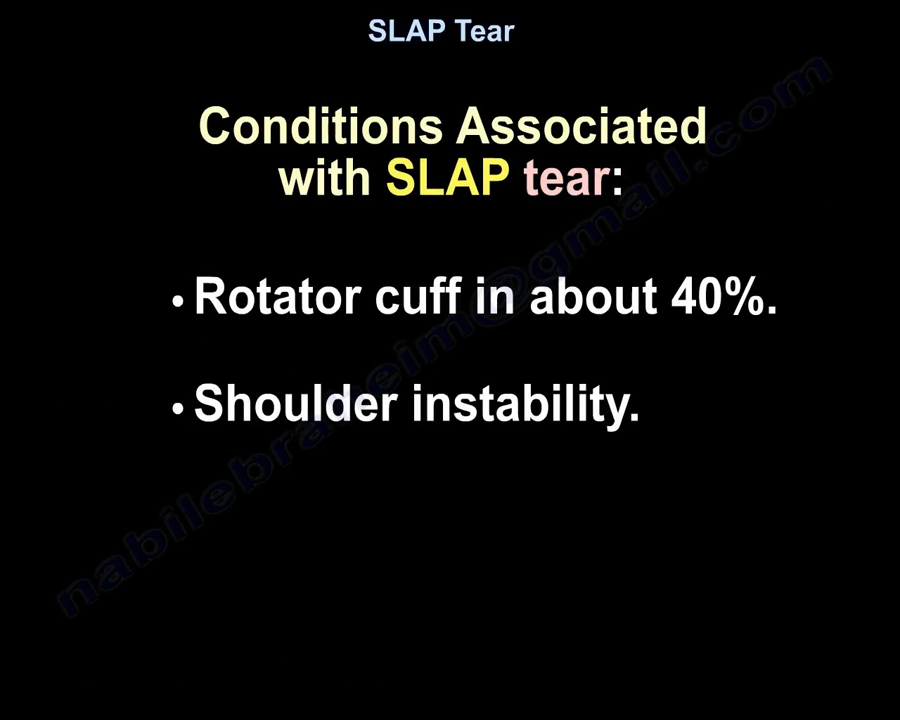 SLAP Tear
Conditions Associated
with SLAP tear:
• Rotator cuff in about 40%.
• Shoulder instability.
nabilebraheim@gmail.com